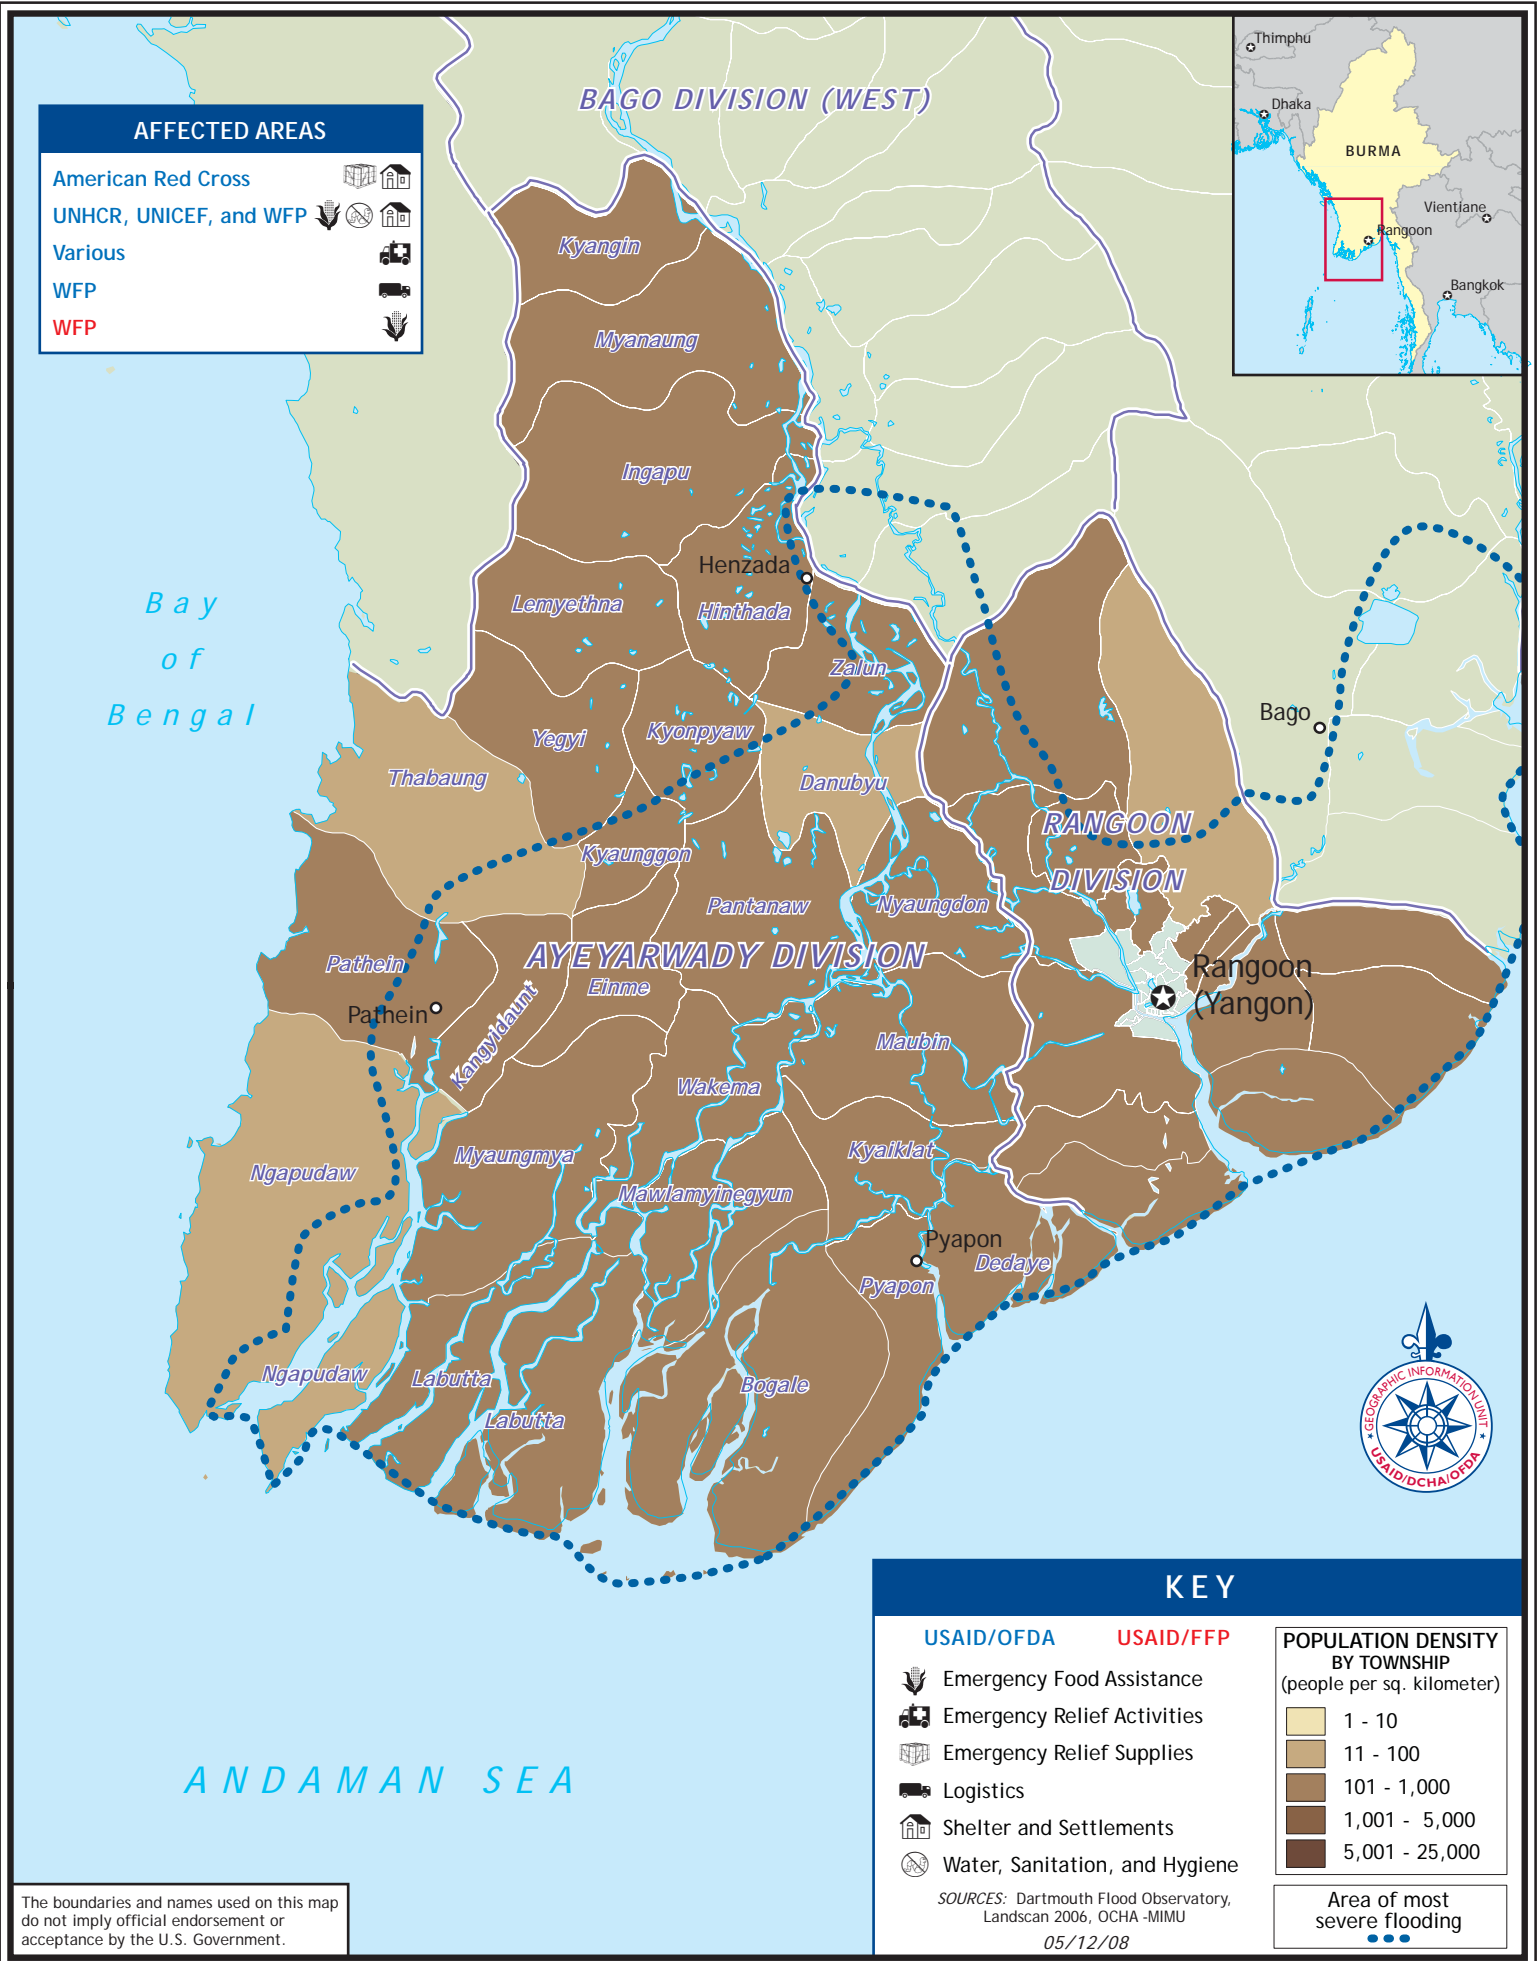 AFFECTED AREAS
American Red Cross
UNHCR, UNICEF, and WFP
Various
WFP
WFP
BAGO DIVISION (WEST)
Thimphu
Dhaka
BURMA
Vientiane
Rangoon
Bangkok
Kyangin
Myanaung
Ingapu
Henzada
Lemyethna
Hinthada
Zalun
Bay
of
Bengal
Bago
Yegyi
Kyonpyaw
Thabaung
Danubyu
RANGOON
DIVISION
Kyaunggon
Pantanaw
Nyaungdon
AYEYARWADY DIVISION
Pathein
Einme
Rangoon
(Yangon)
Pathein
Kangyidaunt
Maubin
Wakema
Myaungmya
Kyaiklat
Ngapudaw
Mawlamyinegyun
Pyapon
Dedaye
Pyapon
Ngapudaw
Labutta
Bogale
Labutta
GEOGRAPHIC INFORMATION UNIT
USAID/DCHA/OFDA
ANDAMAN SEA
KEY
USAID/OFDA USAID/FFP
Emergency Food Assistance
Emergency Relief Activities
Emergency Relief Supplies
Logistics
Shelter and Settlements
Water, Sanitation, and Hygiene
SOURCES: Dartmouth Flood Observatory,
Landscan 2006, OCHA -MIMU
05/12/08
POPULATION DENSITY
BY TOWNSHIP
(people per sq. kilometer)
1 - 10
11 - 100
101 - 1,000
1,001 - 5,000
5,001 - 25,000
Area of most
severe flooding
The boundaries and names used on this map
do not imply official endorsement or
acceptance by the U.S. Government.